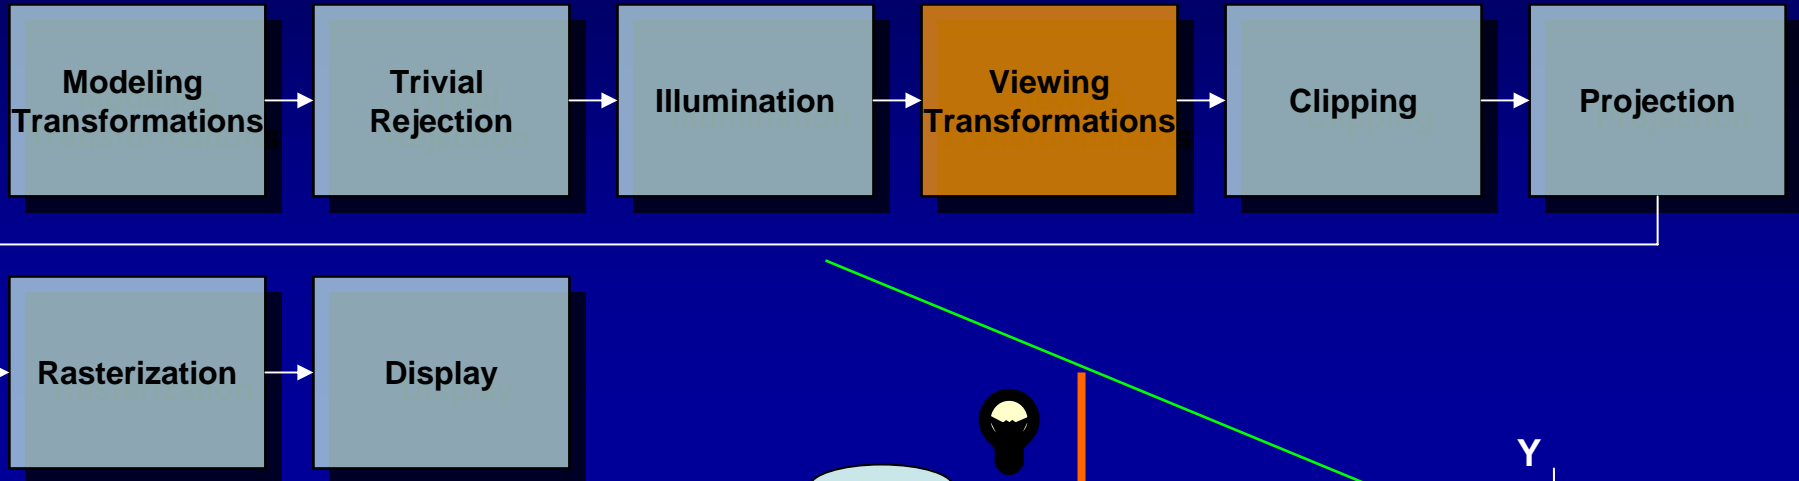 Modeling
Transformations
Trivial
Rejection
Illumination
Viewing
Transformations
Clipping
Projection
Rasterization
Display
Y